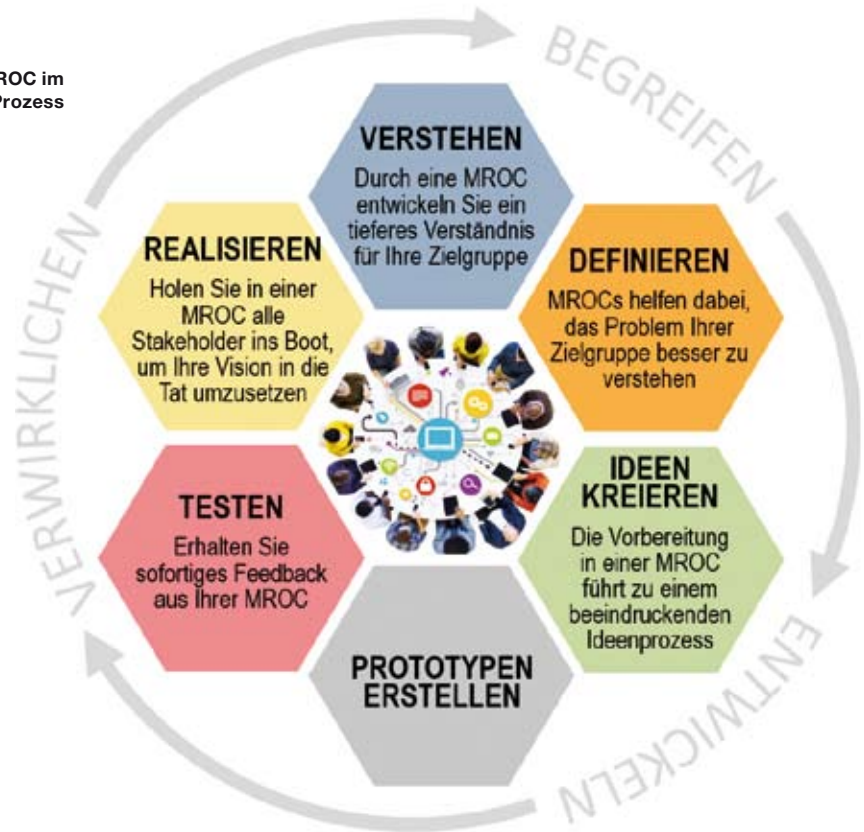 ROC im
Prozess
BEGREIFEN
VERSTEHEN
Durch eine MROC
entwickeln Sie ein
tieferes Verständnis
für Ihre Zielgruppe
DEFINIEREN
MROCs helfen dabei,
das Problem Ihrer
Zielgruppe besser zu
verstehen
IDEEN
KREIEREN
Die Vorbereitung
in einer MROC
führt zu einem
beeindruckenden
Ideenprozess
ENTWICKELN
PROTOTYPEN
ERSTELLEN
TESTEN
Erhalten Sie
sofortiges Feedback
aus Ihrer MROC
REALISIEREN
Holen Sie in einer
MROC alle
Stakeholder ins Boot,
um Ihre Vision in die
Tat umzusetzen
VERWIRKLICHEN